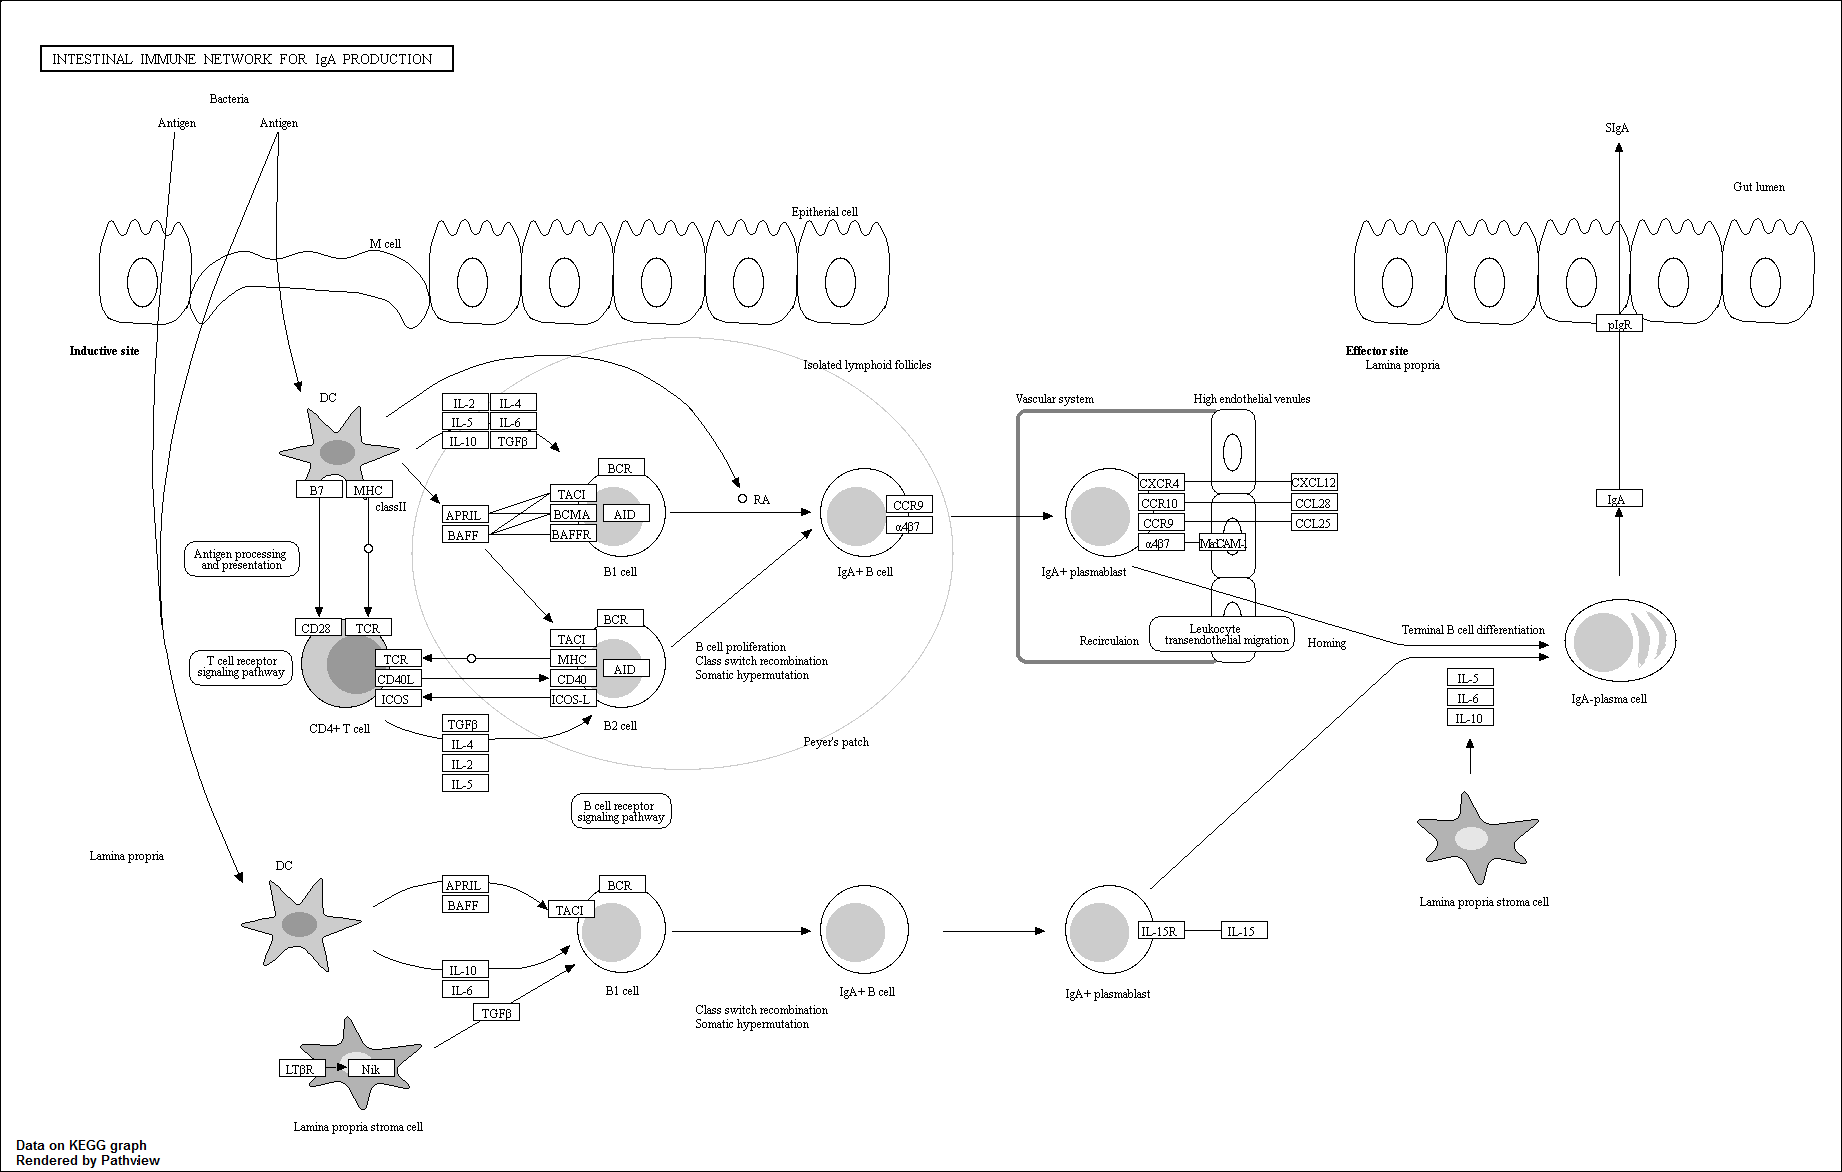 INTESTINAL IMMUNE NETWORK FOR IgA PRODUCTION
Bacteria
Antigen
Antigen
SIgA
Gut lumen
Epitherial cell
M cell
pIgR
Inductive site
Effector site
Lamina propria
Isolated lymphoid follicles
DC
IL-2
IL-4
IL-5
IL-6
IL-10
TGFβ
B7
MHC
classII
BCR
TACI
BCMA
BAFFR
AID
APRIL
BAFF
B1 cell
RA
CCR9
α4β7
IgA+ B cell
Vascular system
High endothelial venules
CXCR4
CCR10
CCR9
α4β7
CXCL12
CCL28
CCL25
IgA+ plasmablast
IgA
Antigen processing
and presentation
CD28
TCR
T cell receptor
signaling pathway
TCR
CD40L
ICOS
CD4+ T cell
BCR
TACI
MHC
CD40
ICOS-L
AID
B2 cell
B cell proliferation
Class switch recombination
Somatic hypermutation
Recirculaion
Leukocyte
transendothelial migration
Homing
Terminal B cell differentiation
IL-5
IL-6
IL-10
IgA-plasma cell
TGFβ
IL-4
IL-2
IL-5
Peyer's patch
B cell receptor
signaling pathway
Lamina propria
DC
APRIL
BAFF
BCR
TACI
IL-10
IL-6
TGFβ
B1 cell
IgA+ B cell
IL-15R
IL-15
IgA+ plasmablast
Lamina propria stroma cell
Class switch recombination
Somatic hypermutation
LTβR
Nik
Lamina propria stroma cell
Data on KEGG graph
Rendered by Pathview